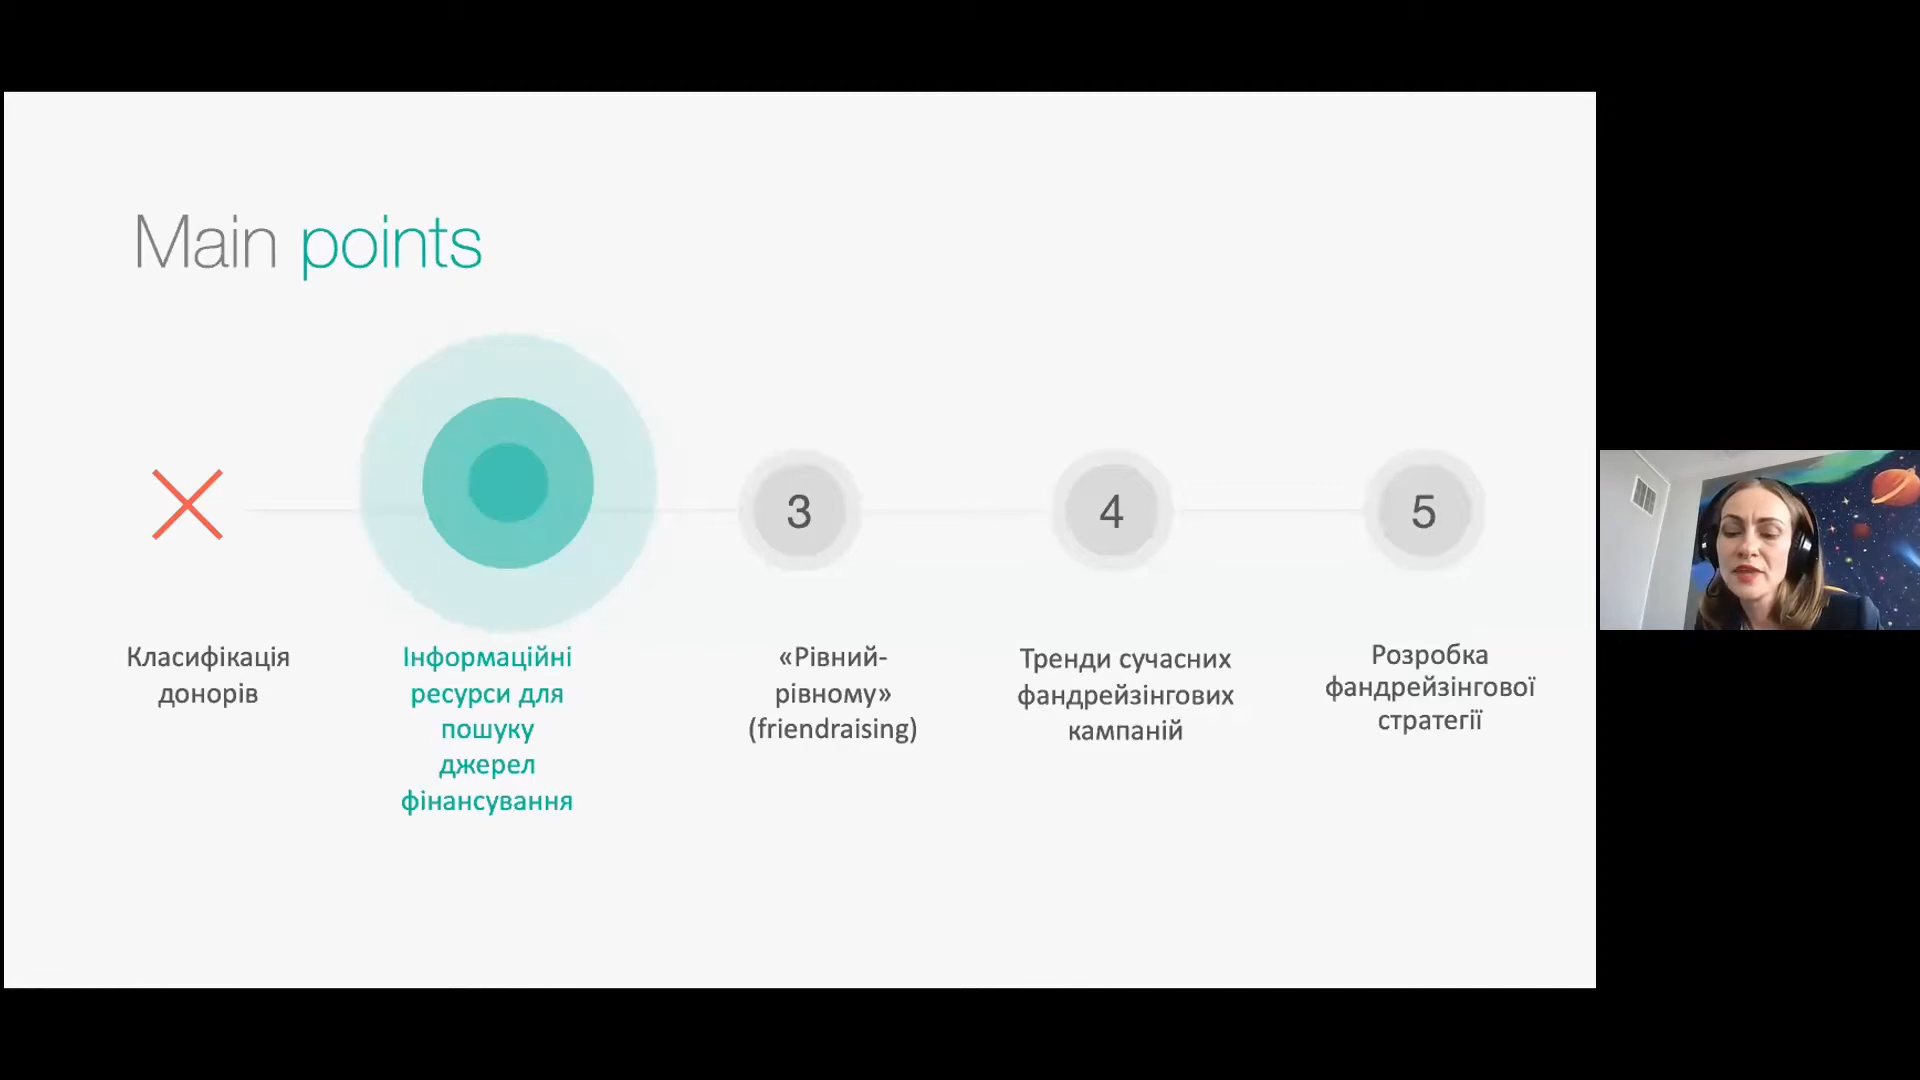 Main points
3
4
5
Класифікація
донорів
Інформаційні
ресурси для
пошуку
джерел
фінансування
«Рівний-
рівному»
(friendraising)
Тренди сучасних
фандрейзінгових
кампаній
Розробка
фандрейзінгової
стратегії